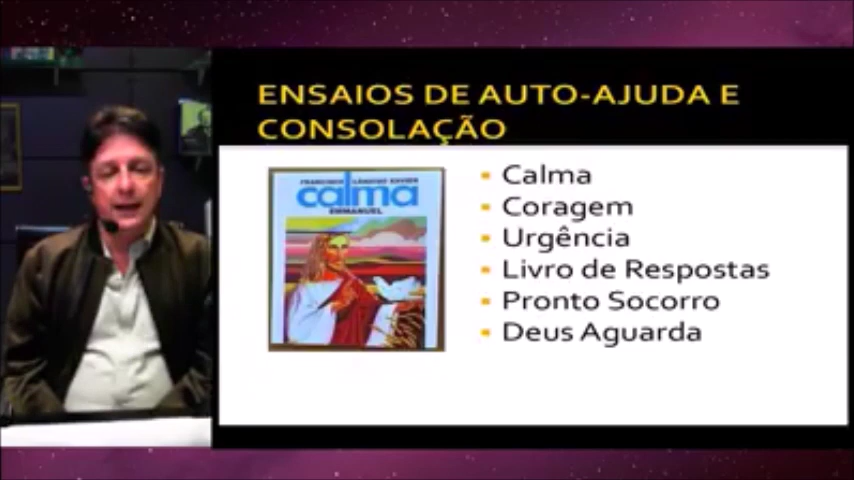 ENSAIOS DE AUTO-AJUDA E
CONSOLAÇÃO
FRANCISCO CÂNDIDO XAVIER
calma
EMMANUEL
Calma
Coragem
Urgência
Livro de Respostas
Pronto Socorro
Deus Aguarda